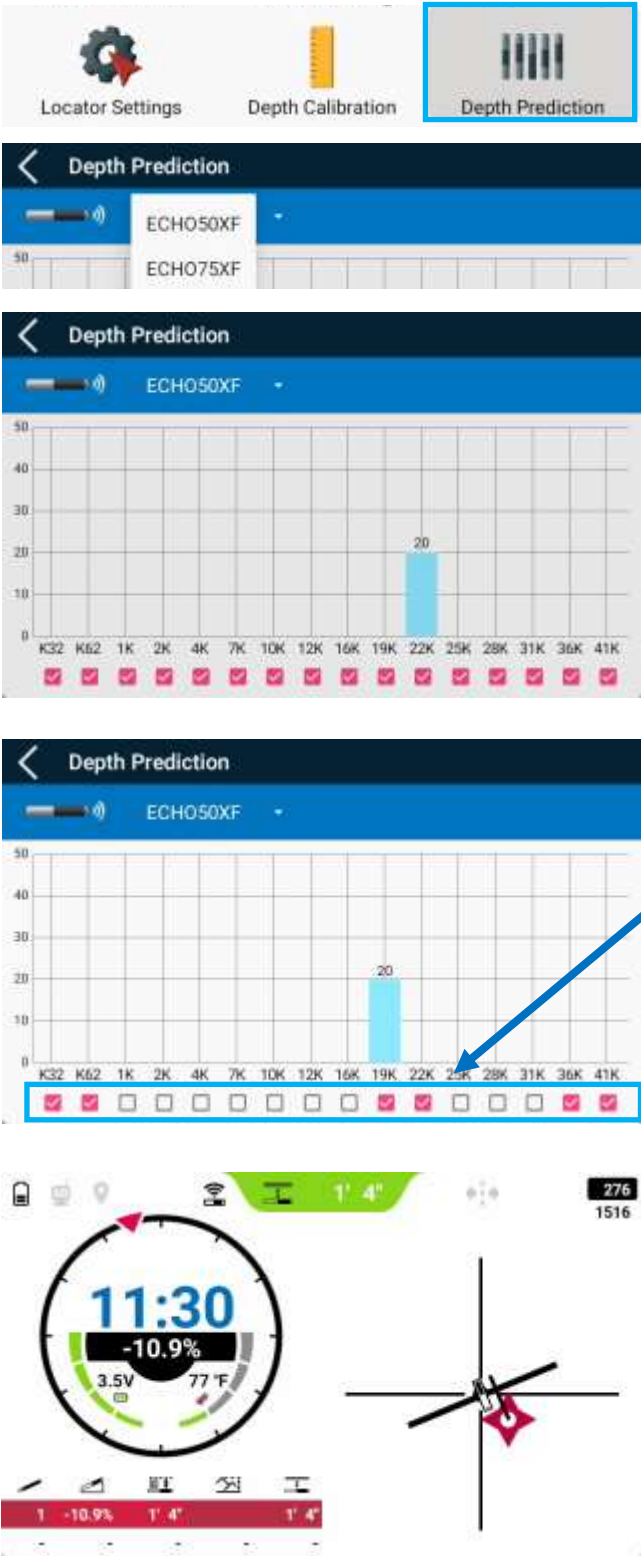 Locator Settings Depth Calibration Depth Prediction
Depth Prediction
ECHO50XF
ECHO75XF
50
Depth Prediction
ECHO50XF
50
40
30
20
20
10
0
K32 K62 1K 2K 4K 7K 10K 12K 16K 19K 22K 25K 28K 31K 36K 41K
Depth Prediction
ECHO50XF
50
40
30
20
20
10
0
K32 K62 1K 2K 4K 7K 10K 12K 16K 19K 22K 25K 28K 31K 36K 41K
1' 4"
276
1516
11:30
-10.9%
3.5V 77 °F
1 -10.9% 1' 4" 1' 4"
- - - - -